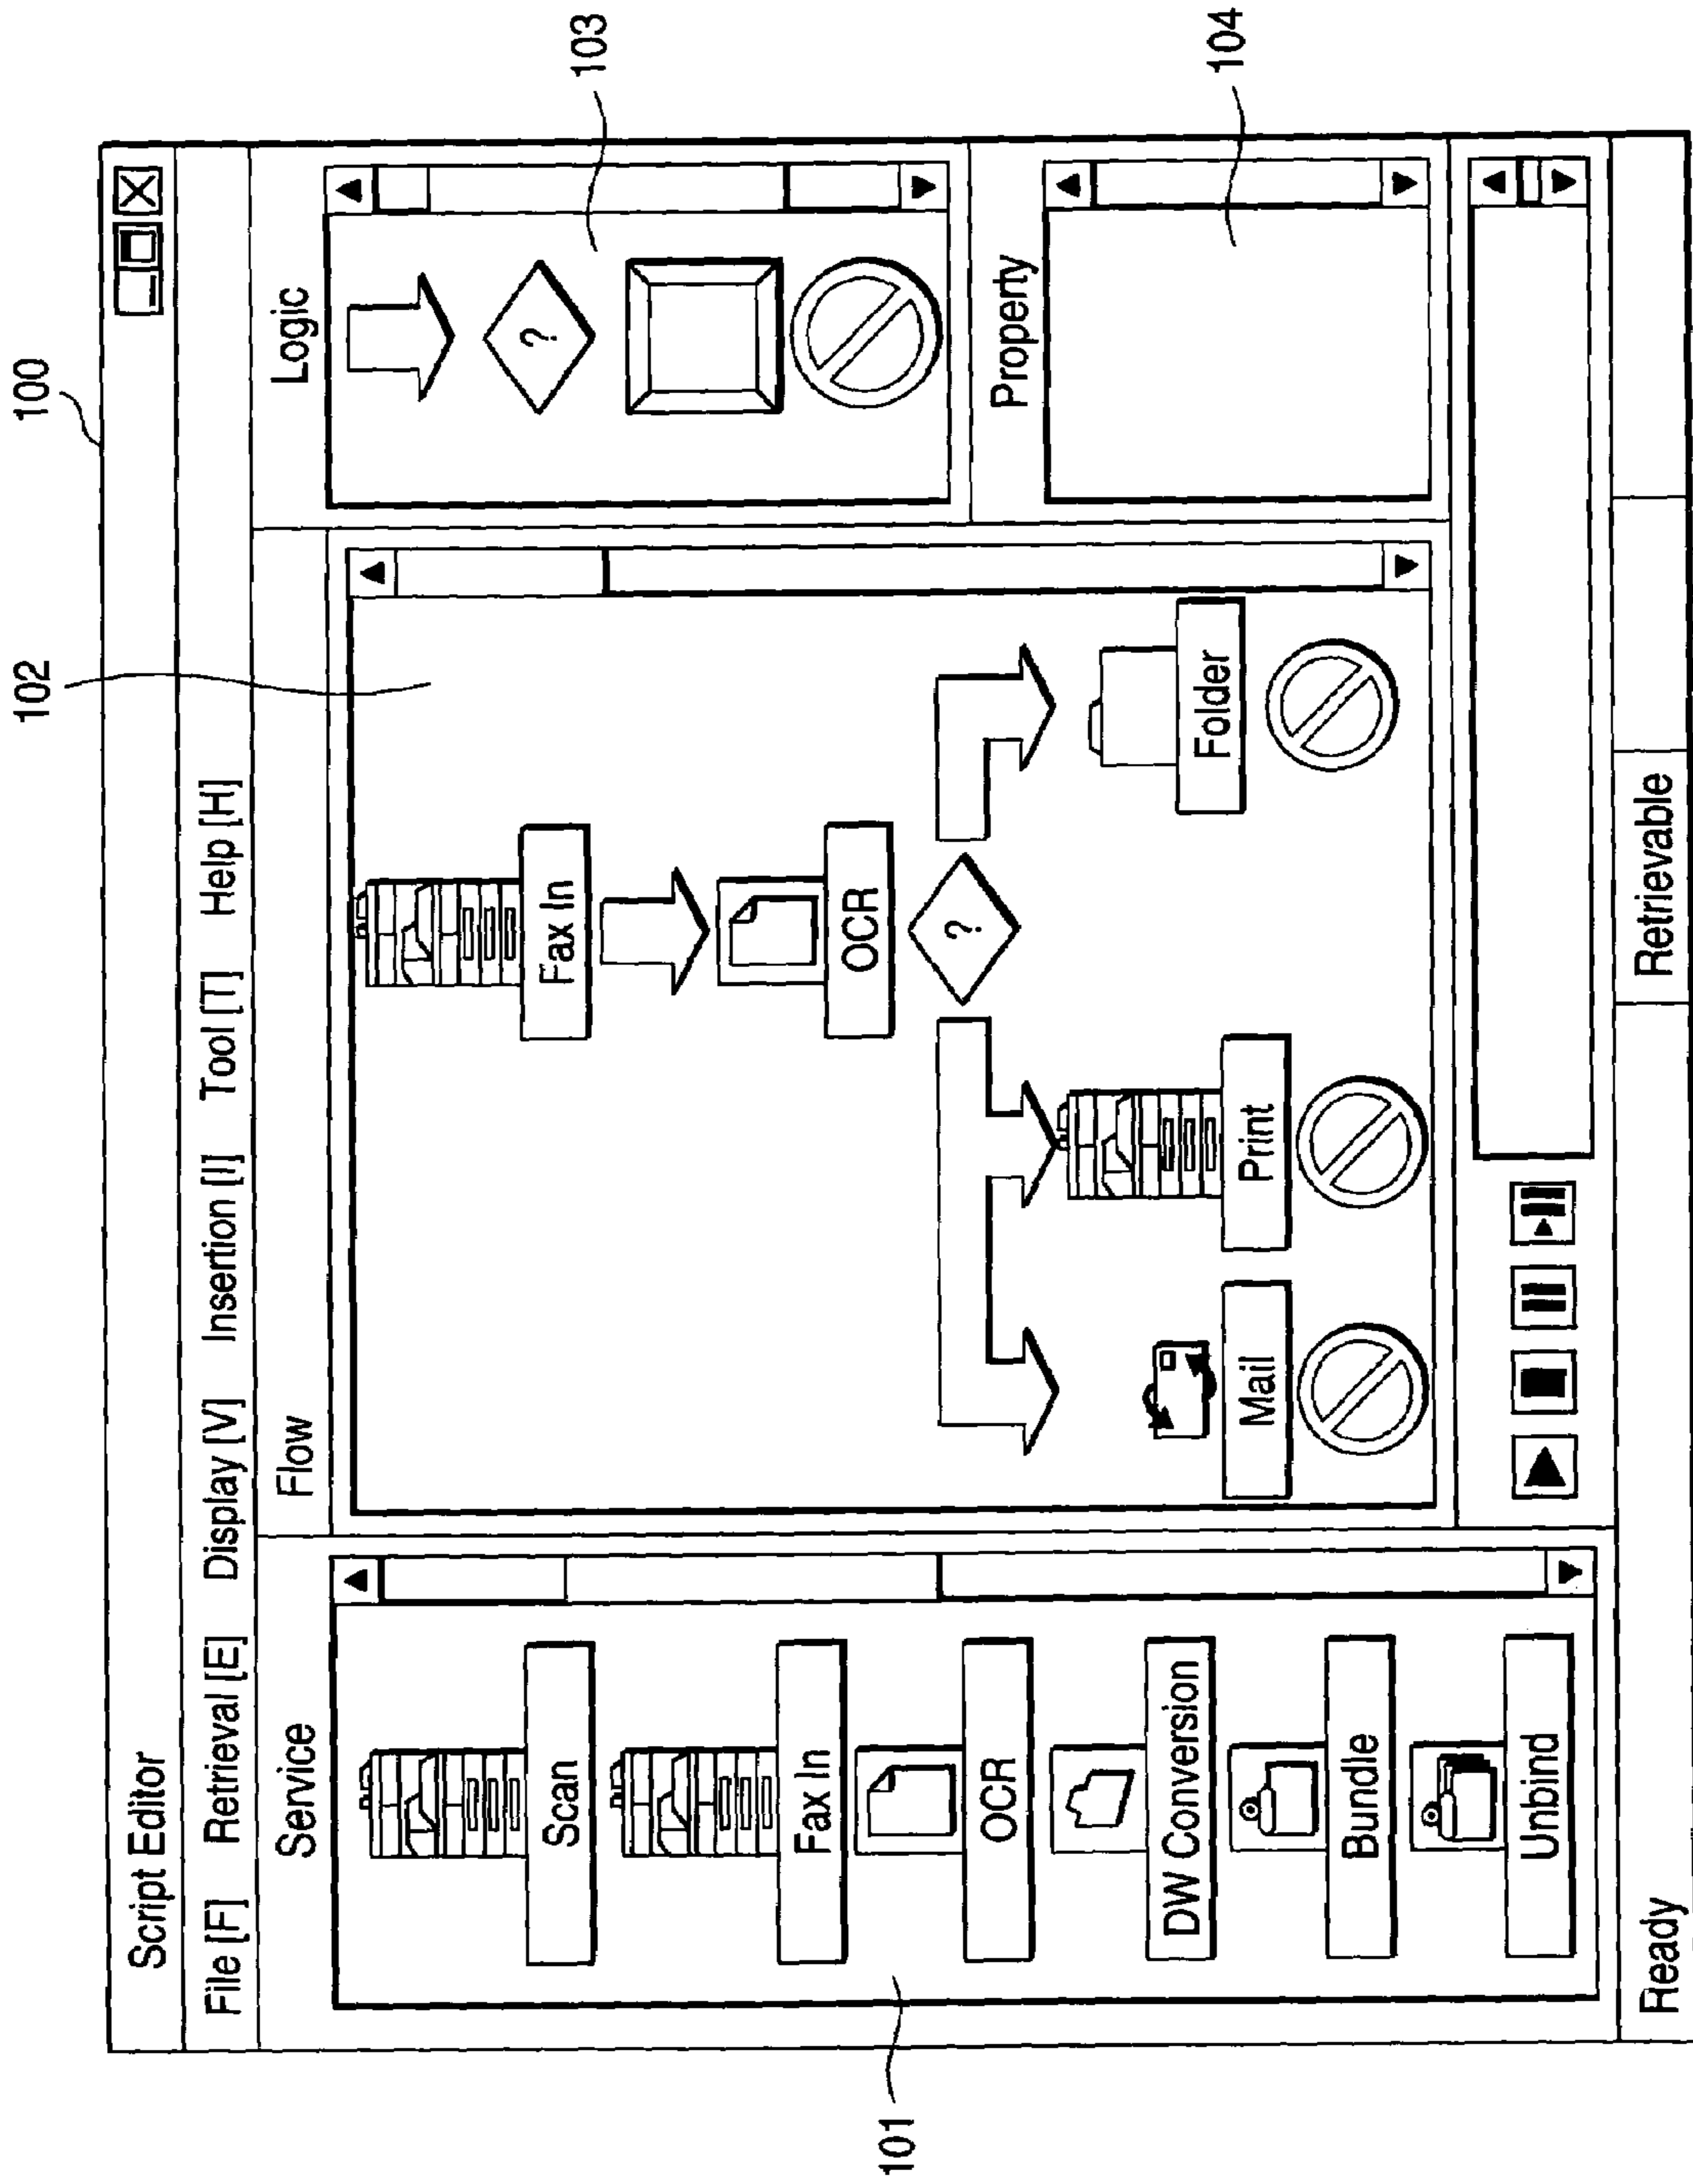 100
102
Script Editor
File [F] Retrieval [E] Display [V] Insertion [I] Tool [T] Help [H]
Service
Scan
Fax In
OCR
DW Conversion
Bundle
Unbind
101
Flow
Fax In
OCR
?
Mail
Print
Folder
Logic
?
103
Property
104
Ready
Retrievable